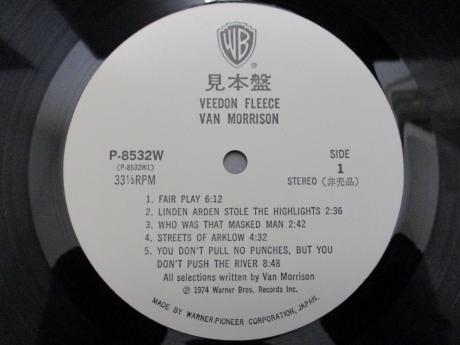 WB
®
見本盤
VEEDON FLEECE
VAN MORRISON
P-8532W
(P-8532W1)
33⅓RPM
SIDE
1
STEREO (非売品)
1. FAIR PLAY 6:12
2. LINDEN ARDEN STOLE THE HIGHLIGHTS 2:36
3. WHO WAS THAT MASKED MAN 2:42
4. STREETS OF ARKLOW 4:32
5. YOU DON'T PULL NO PUNCHES, BUT YOU
DON'T PUSH THE RIVER 8:48
All selections written by Van Morrison
℗ 1974 Warner Bros. Records Inc.
MADE BY WARNER-PIONEER CORPORATION, JAPAN.